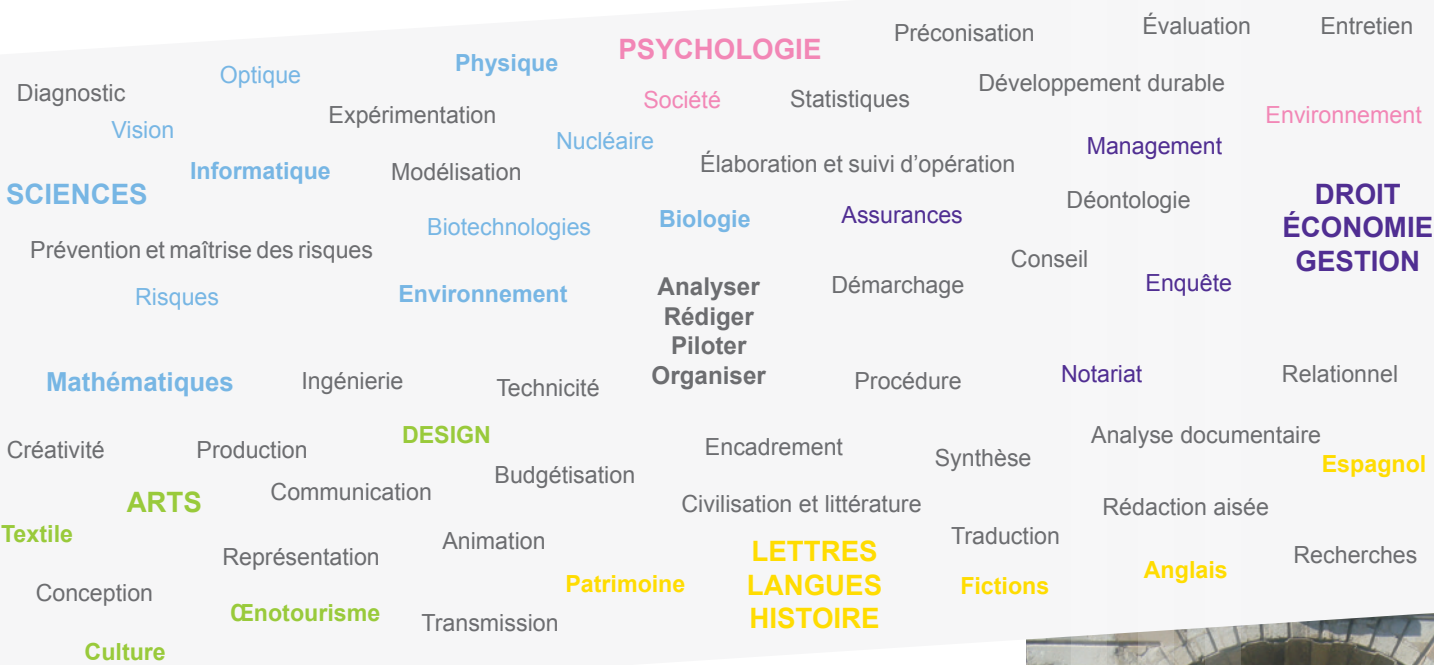 Préconisation
Évaluation
Entretien
PSYCHOLOGIE
Physique
Optique
Développement durable
Diagnostic
Société
Statistiques
Expérimentation
Environnement
Vision
Nucléaire
Management
Élaboration et suivi d’opération
Informatique
Modélisation
SCIENCES
Déontologie
DROIT
ÉCONOMIE
GESTION
Biotechnologies
Biologie
Assurances
Prévention et maîtrise des risques
Conseil
Risques
Environnement
Analyser
Rédiger
Piloter
Organiser
Démarchage
Enquête
Mathématiques
Ingénierie
Technicité
Procédure
Notariat
Relationnel
Créativité
Production
DESIGN
Encadrement
Synthèse
Analyse documentaire
Espagnol
Budgétisation
Communication
ARTS
Civilisation et littérature
Rédaction aisée
Textile
Représentation
Animation
LETTRES
LANGUES
HISTOIRE
Traduction
Recherches
Conception
Patrimoine
Fictions
Anglais
Œnotourisme
Transmission
Culture